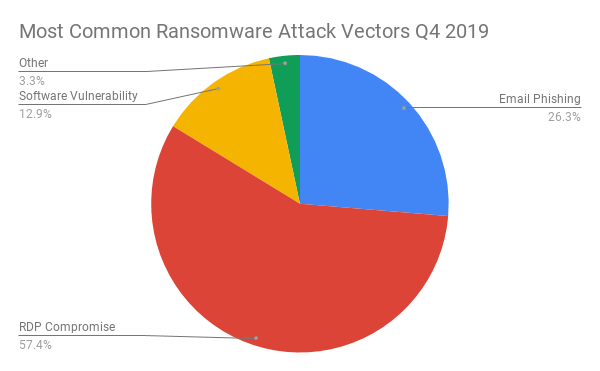 Most Common Ransomware Attack Vectors Q4 2019
Other
3.3%
Software Vulnerability
12.9%
Email Phishing
26.3%
RDP Compromise
57.4%